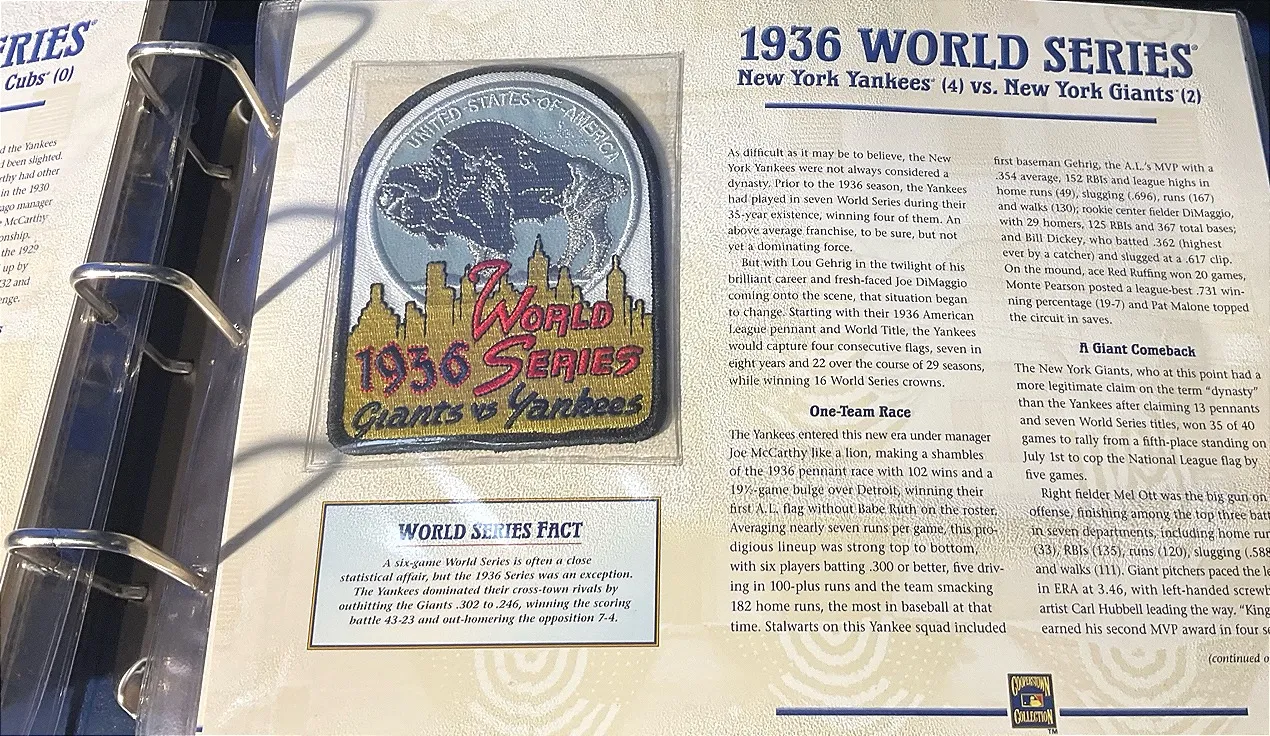 ERIES®
Cubs® (0)
d the Yankees
d been slighted.
rthy had other
in the 1930
ago manager
McCarthy
onship.
the 1929
up by
32 and
enge.
UNITED·STATES·OF·AMERICA
WORLD
1936 SERIES
Giants vs Yankees
WORLD SERIES FACT
A six-game World Series is often a close
statistical affair, but the 1936 Series was an exception.
The Yankees dominated their cross-town rivals by
outhitting the Giants .302 to .246, winning the scoring
battle 43-23 and out-homering the opposition 7-4.
1936 WORLD SERIES®
New York Yankees® (4) vs. New York Giants® (2)
As difficult as it may be to believe, the New
York Yankees were not always considered a
dynasty. Prior to the 1936 season, the Yankees
had played in seven World Series during their
35-year existence, winning four of them. An
above average franchise, to be sure, but not
yet a dominating force.
But with Lou Gehrig in the twilight of his
brilliant career and fresh-faced Joe DiMaggio
coming onto the scene, that situation began
to change. Starting with their 1936 American
League pennant and World Title, the Yankees
would capture four consecutive flags, seven in
eight years and 22 over the course of 29 seasons,
while winning 16 World Series crowns.
One-Team Race
The Yankees entered this new era under manager
Joe McCarthy like a lion, making a shambles
of the 1936 pennant race with 102 wins and a
19½-game bulge over Detroit, winning their
first A.L. flag without Babe Ruth on the roster.
Averaging nearly seven runs per game, this pro-
digious lineup was strong top to bottom,
with six players batting .300 or better, five driv-
ing in 100-plus runs and the team smacking
182 home runs, the most in baseball at that
time. Stalwarts on this Yankee squad included
first baseman Gehrig, the A.L.'s MVP with a
.354 average, 152 RBIs and league highs in
home runs (49), slugging (.696), runs (167)
and walks (130); rookie center fielder DiMaggio,
with 29 homers, 125 RBIs and 367 total bases;
and Bill Dickey, who batted .362 (highest
ever by a catcher) and slugged at a .617 clip.
On the mound, ace Red Ruffing won 20 games,
Monte Pearson posted a league-best .731 win-
ning percentage (19-7) and Pat Malone topped
the circuit in saves.
A Giant Comeback
The New York Giants, who at this point had a
more legitimate claim on the term "dynasty"
than the Yankees after claiming 13 pennants
and seven World Series titles, won 35 of 40
games to rally from a fifth-place standing on
July 1st to cop the National League flag by
five games.
Right fielder Mel Ott was the big gun on
offense, finishing among the top three batt
in seven departments, including home run
(33), RBIs (135), runs (120), slugging (.588
and walks (111). Giant pitchers paced the le
in ERA at 3.46, with left-handed screwb
artist Carl Hubbell leading the way. "King
earned his second MVP award in four se
(continued o
COOPERSTOWN
COLLECTION
TM